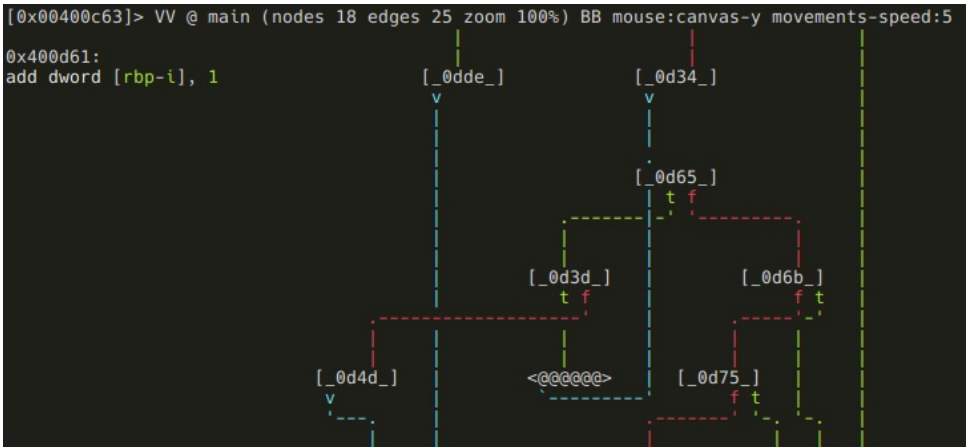 [0x00400c63]> VV @ main (nodes 18 edges 25 zoom 100%) BB mouse:canvas-y movements-speed:5
0x400d61:
add dword [rbp-i], 1
[_0dde_] [_0d34_]
v v
[_0d65_]
t f
[_0d3d_] [_0d6b_]
t f f t
[_0d4d_] <@@@@@@> [_0d75_]
v f t